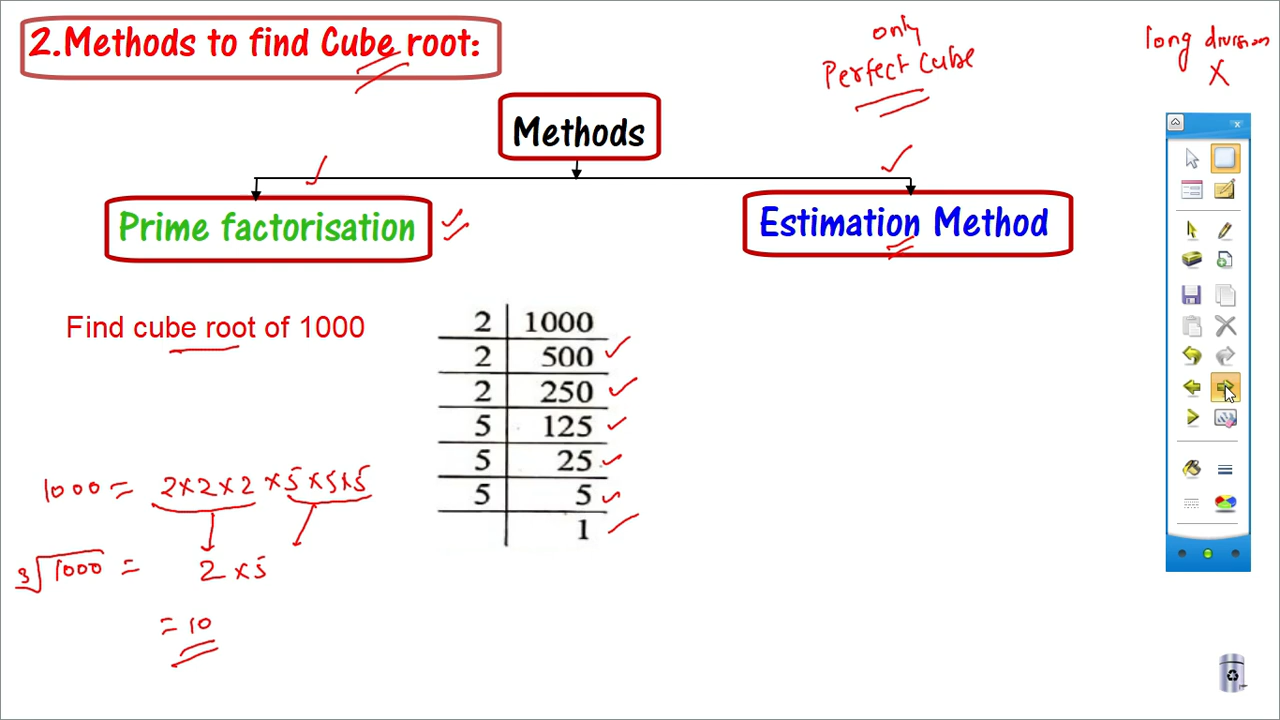 2.Methods to find Cube root:
only
Perfect Cube
long division
X
Methods
Prime factorisation
Estimation Method
Find cube root of 1000
2 | 1000
2 | 500
2 | 250
5 | 125
5 | 25
5 | 5
| 1
1000 = 2×2×2 ×5×5×5
∛1000 = 2 ×5
= 10